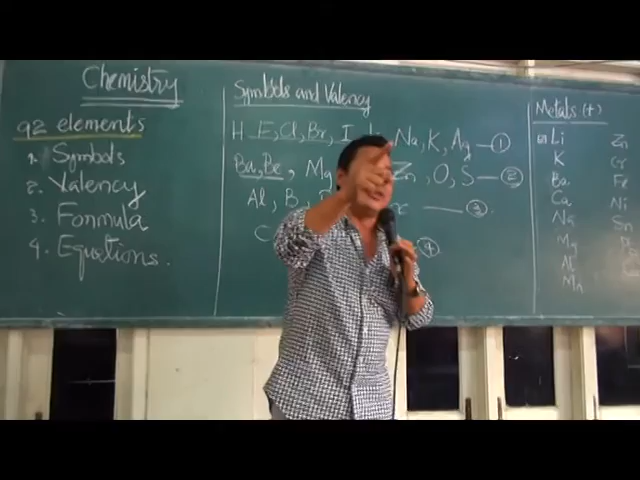 Chemistry
92 elements
1. Symbols
2. Valency
3. Formula
4. Equations.
Symbols and Valency
H F, Cl, Br, I Na, K, Ag — 1
Ba, Be, Mg Zn, O, S — 2
Al, B, — 3
C 4
Metals (+)
Li
K
Ba
Ca
Na
Mg
Al
Mn
Zn
Cr
Fe
Ni
Sn